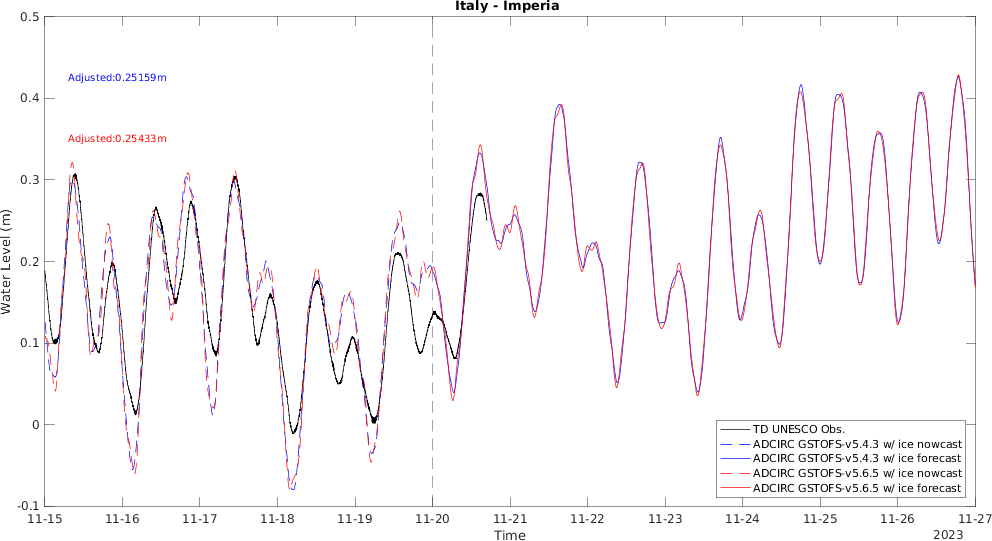 Italy - Imperia
0.5
0.4
0.3
0.2
0.1
0
-0.1
Water Level (m)
Adjusted:0.25159m
Adjusted:0.25433m
TD UNESCO Obs.
ADCIRC GSTOFS-v5.4.3 w/ ice nowcast
ADCIRC GSTOFS-v5.4.3 w/ ice forecast
ADCIRC GSTOFS-v5.6.5 w/ ice nowcast
ADCIRC GSTOFS-v5.6.5 w/ ice forecast
11-15 11-16 11-17 11-18 11-19 11-20 11-21 11-22 11-23 11-24 11-25 11-26 11-27
Time
2023